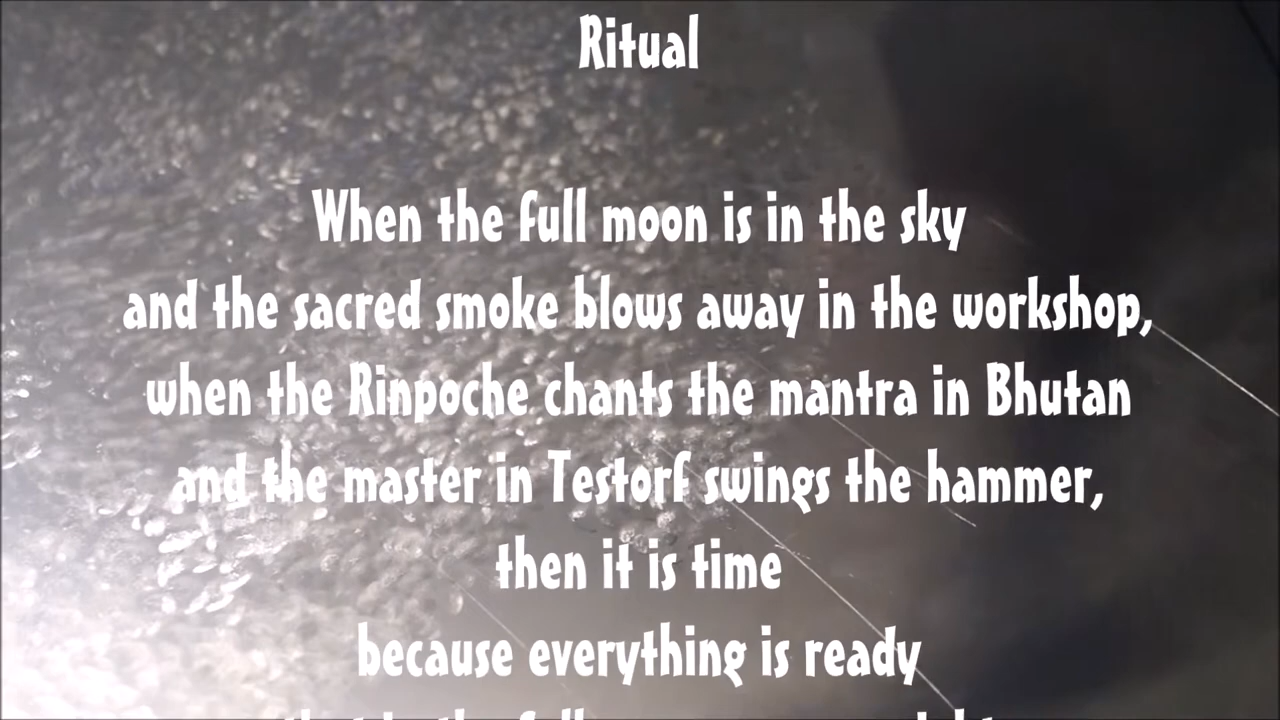 Ritual
When the full moon is in the sky
and the sacred smoke blows away in the workshop,
when the Rinpoche chants the mantra in Bhutan
and the master in Testorf swings the hammer,
then it is time
because everything is ready